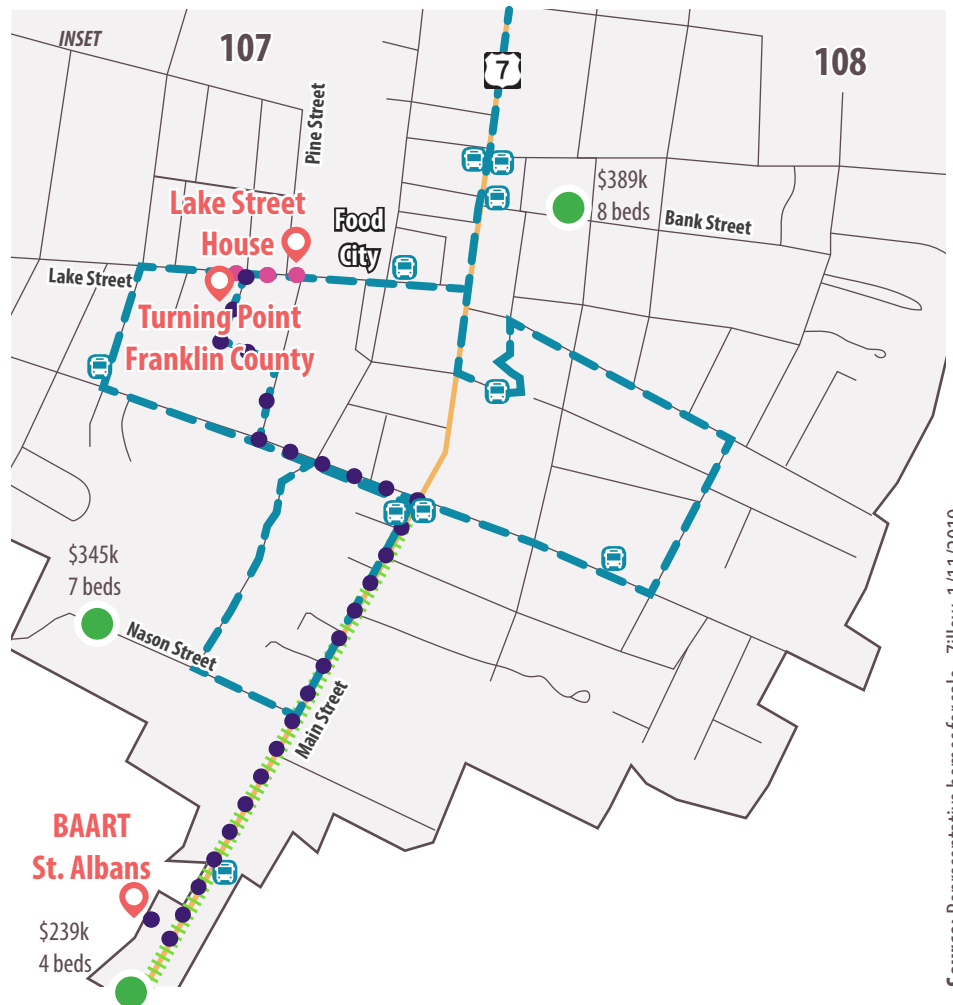 INSET
107
7
108
Pine Street
$389k
8 beds
Bank Street
Lake Street
House
Food
City
Lake Street
Turning Point
Franklin County
$345k
7 beds
Nason Street
Main Street
BAART
St. Albans
$239k
4 beds